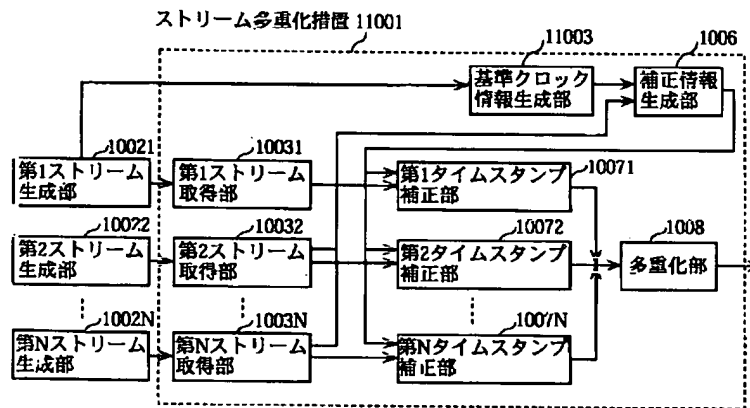 ストリーム多重化措置 11001
11003
1006
基準クロック
情報生成部
補正情報
生成部
10021
10031
第1ストリーム
生成部
第1ストリーム
取得部
10071
第1タイムスタンプ
補正部
10022
10032
10072
1008
第2ストリーム
生成部
第2ストリーム
取得部
第2タイムスタンプ
補正部
多重化部
1002N
1003N
1007N
第Nストリーム
生成部
第Nストリーム
取得部
第Nタイムスタンプ
補正部